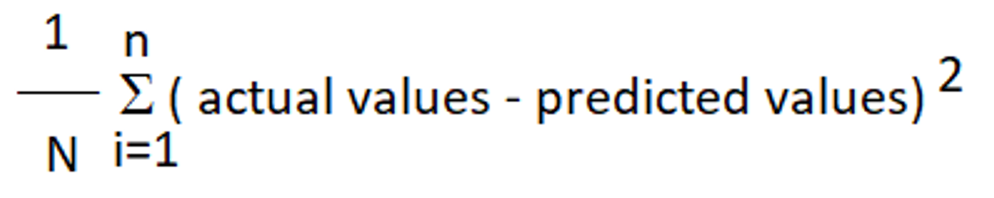 1 n
Σ ( actual values - predicted values) 2
N i=1